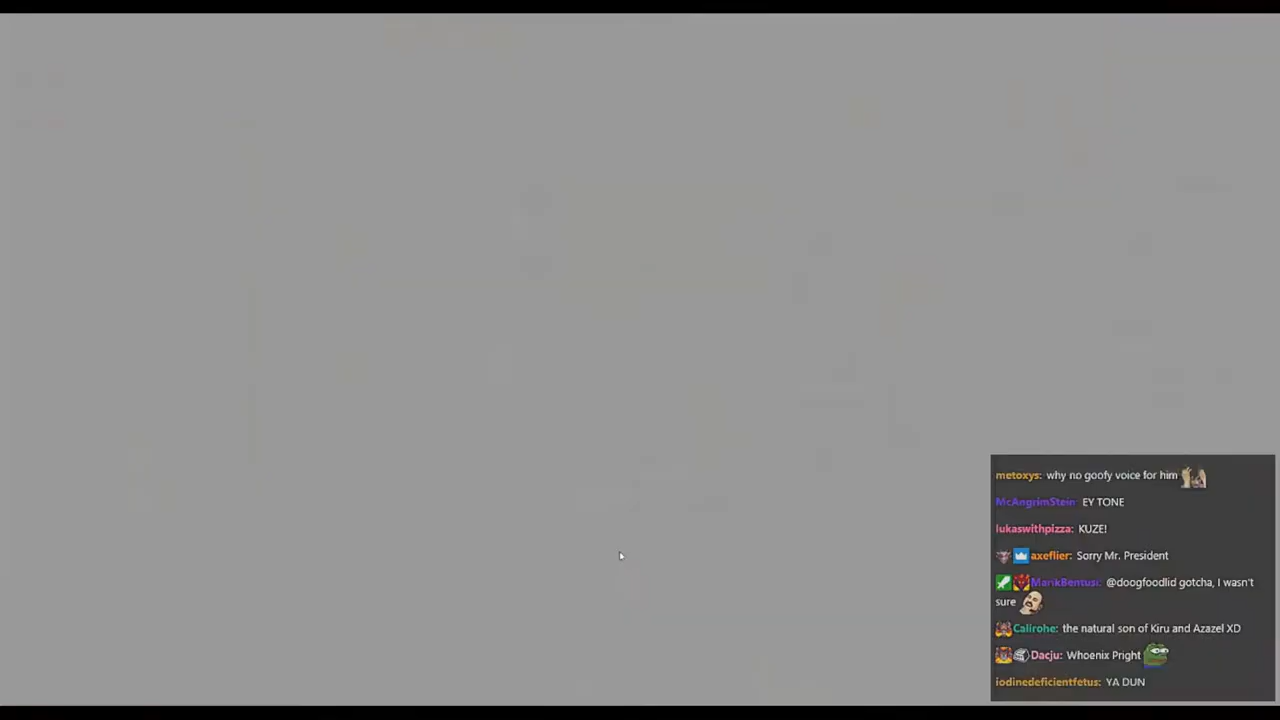 metoxys: why no goofy voice for him
McAngrimStein: EY TONE
lukaswithpizza: KUZE!
axeflier: Sorry Mr. President
MarikBentusi: @doogfoodlid gotcha, I wasn't
sure
Calirohe: the natural son of Kiru and Azazel XD
Dacju: Whoenix Pright
iodinedeficientfetus: YA DUN